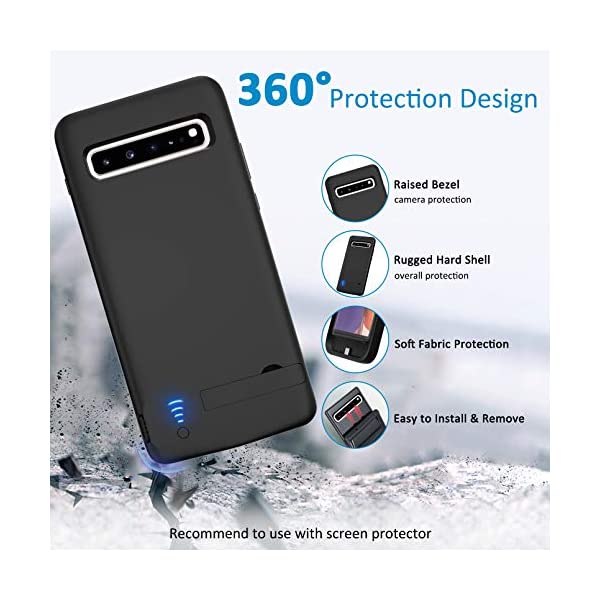 360° Protection Design
Raised Bezel
camera protection
Rugged Hard Shell
overall protection
Soft Fabric Protection
Easy to Install & Remove
Recommend to use with screen protector